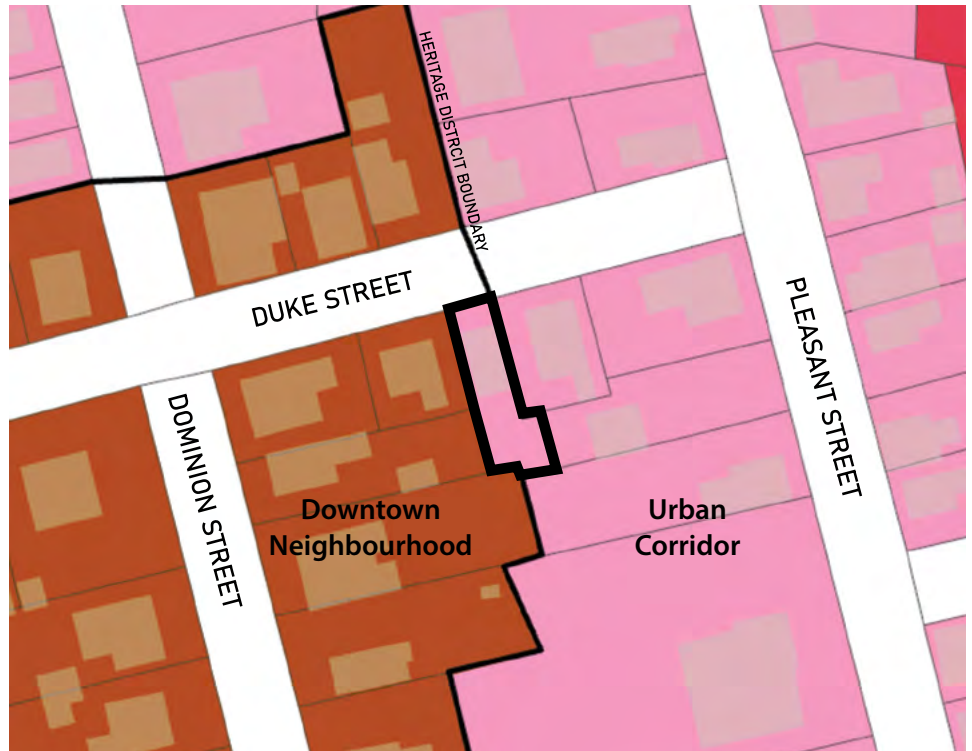 HERITAGE DISTRCIT BOUNDARY
DUKE STREET
PLEASANT STREET
DOMINION STREET
Downtown
Neighbourhood
Urban
Corridor